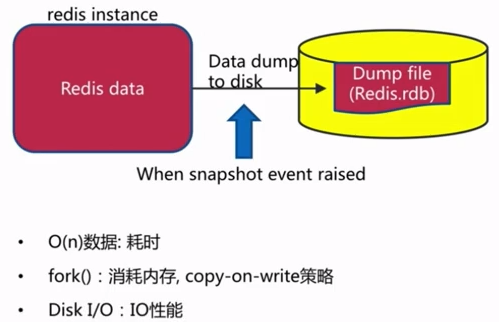 redis instance
Redis data
Data dump
to disk
Dump file
(Redis.rdb)
When snapshot event raised
• O(n)数据: 耗时
• fork()：消耗内存, copy-on-write策略
• Disk I/O：IO性能